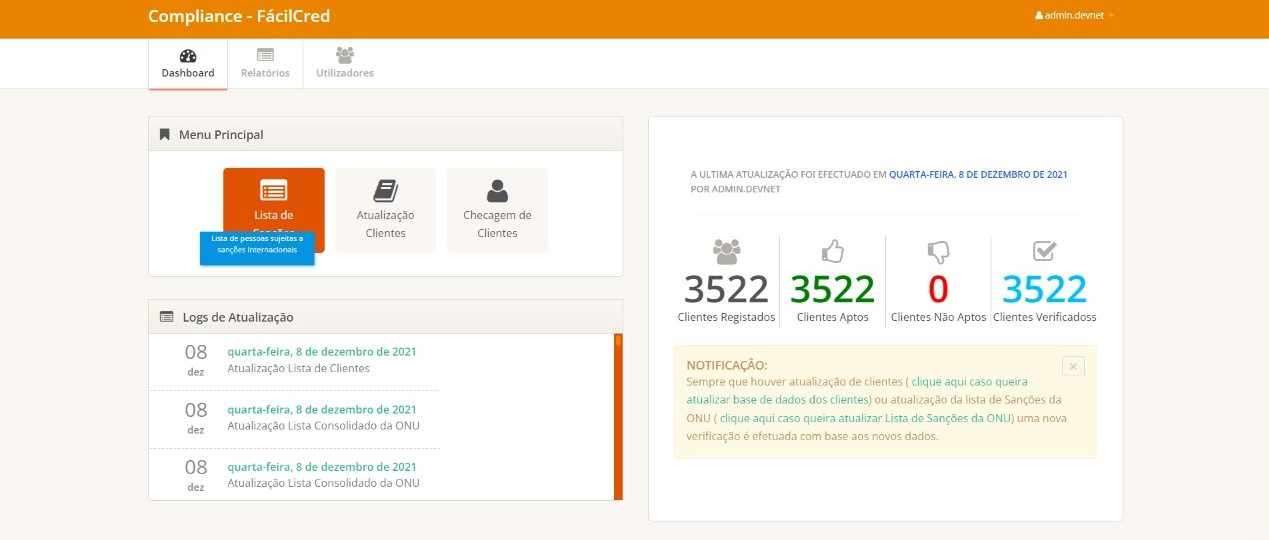 Compliance - FácilCred
admin.devnet
Dashboard
Relatórios
Utilizadores
Menu Principal
Lista de
Lista de pessoas sujeitas a
sanções internacionais
Atualização
Clientes
Checagem de
Clientes
Logs de Atualização
08
dez
quarta-feira, 8 de dezembro de 2021
Atualização Lista de Clientes
08
dez
quarta-feira, 8 de dezembro de 2021
Atualização Lista Consolidado da ONU
08
dez
quarta-feira, 8 de dezembro de 2021
Atualização Lista Consolidado da ONU
A ULTIMA ATUALIZAÇÃO FOI EFECTUADO EM QUARTA-FEIRA, 8 DE DEZEMBRO DE 2021
POR ADMIN.DEVNET
3522
Clientes Registados
3522
Clientes Aptos
0
Clientes Não Aptos
3522
Clientes Verificadoss
NOTIFICAÇÂO:
Sempre que houver atualização de clientes ( clique aqui caso queira
atualizar base de dados dos clientes) ou atualização da lista de Sanções da
ONU ( clique aqui caso queira atualizar Lista de Sanções da ONU) uma nova
verificação é efetuada com base aos novos dados.